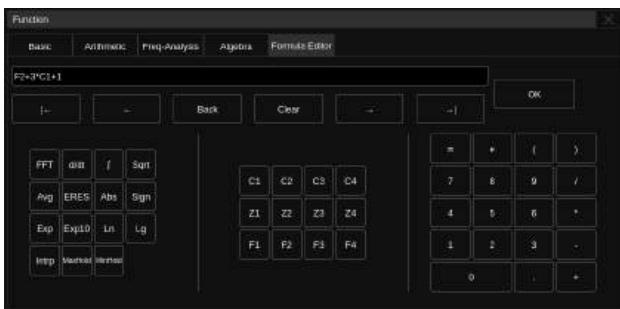 Function
Basic Arithmetic Freq-Analysis Algebra Formula Editor
F2+3*C1+1
OK
|← ← Back Clear → →|
FFT d/dt ∫ Sqrt
Avg ERES Abs Sign
Exp Exp10 Ln Lg
Intrp MaxHold MinHold
C1 C2 C3 C4
Z1 Z2 Z3 Z4
F1 F2 F3 F4
( )
7 8 9 /
4 5 6 *
1 2 3 -
0 . +